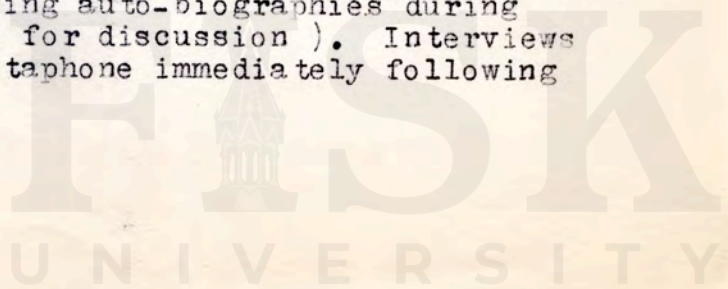 ing auto-biographies during
for discussion ). Interviews
taphone immediately following
FISK
UNIVERSITY